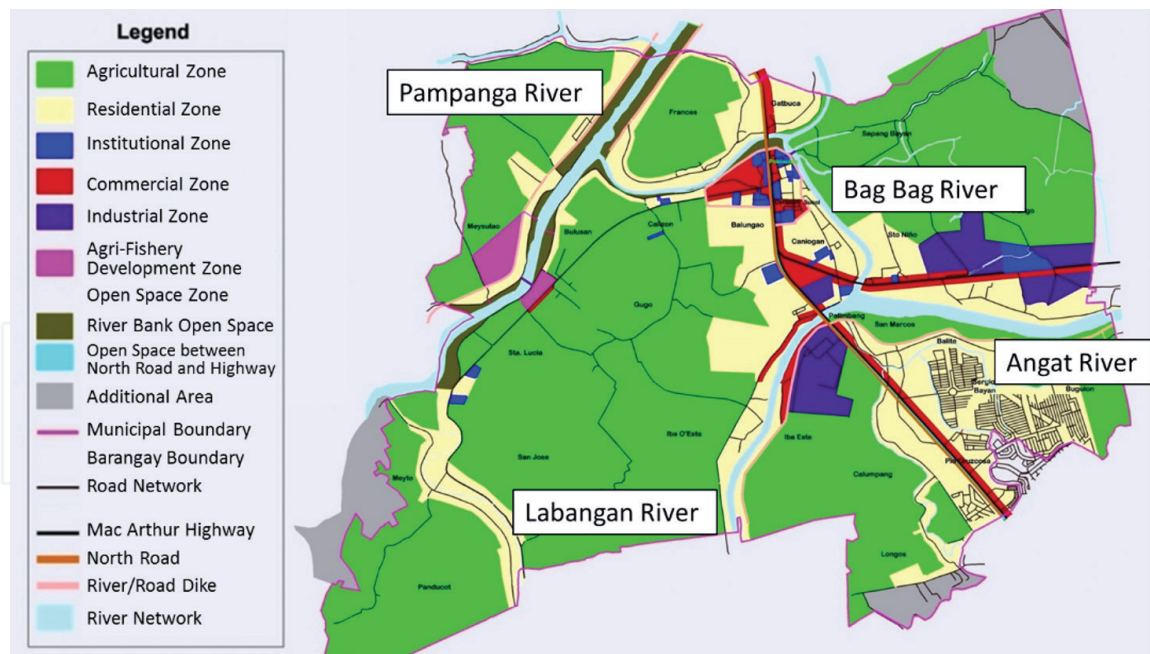 Legend
Agricultural Zone
Residential Zone
Institutional Zone
Commercial Zone
Industrial Zone
Agri-Fishery
Development Zone
Open Space Zone
River Bank Open Space
Open Space between
North Road and Highway
Additional Area
Municipal Boundary
Barangay Boundary
Road Network
Mac Arthur Highway
North Road
River/Road Dike
River Network
Pampanga River
Bag Bag River
Angat River
Labangan River
Frances
Gatbuca
Sapang Bayan
Meysulao
Bulusan
Calizon
Balungao
Caniogan
Sto Niño
Gugo
Palimbang
San Marcos
Balite
Bayan
Bugulon
Sta. Lucia
Iba O'Este
Iba Este
San Jose
Meyto
Calumpang
Longos
Panducot